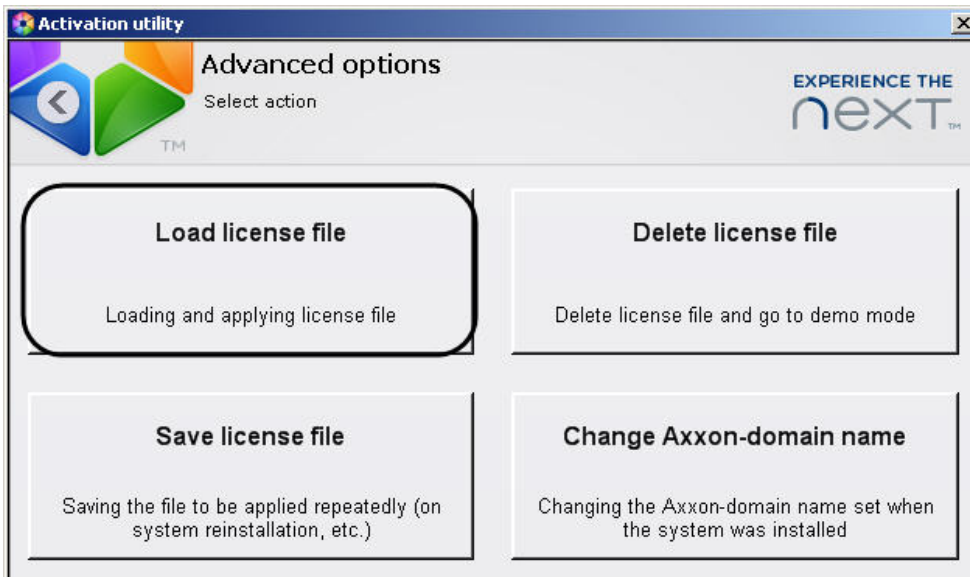 Activation utility
Advanced options
Select action
EXPERIENCE THE
next™
TM
Load license file
Loading and applying license file
Delete license file
Delete license file and go to demo mode
Save license file
Saving the file to be applied repeatedly (on
system reinstallation, etc.)
Change Axxon-domain name
Changing the Axxon-domain name set when
the system was installed